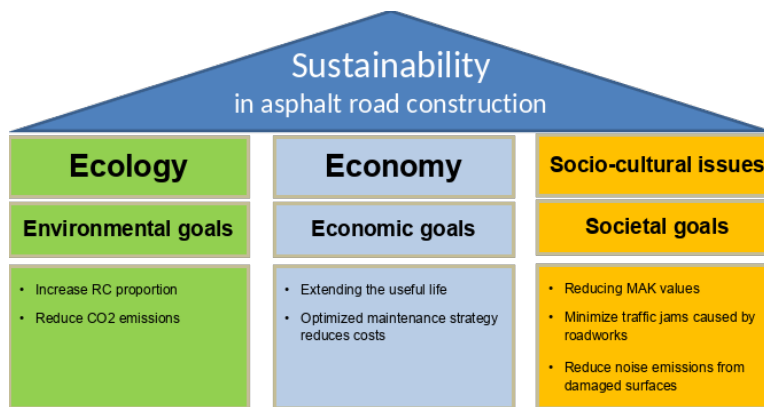 Sustainability
in asphalt road construction
Ecology
Environmental goals
• Increase RC proportion
• Reduce CO2 emissions
Economy
Economic goals
• Extending the useful life
• Optimized maintenance strategy
reduces costs
Socio-cultural issues
Societal goals
• Reducing MAK values
• Minimize traffic jams caused by
roadworks
• Reduce noise emissions from
damaged surfaces